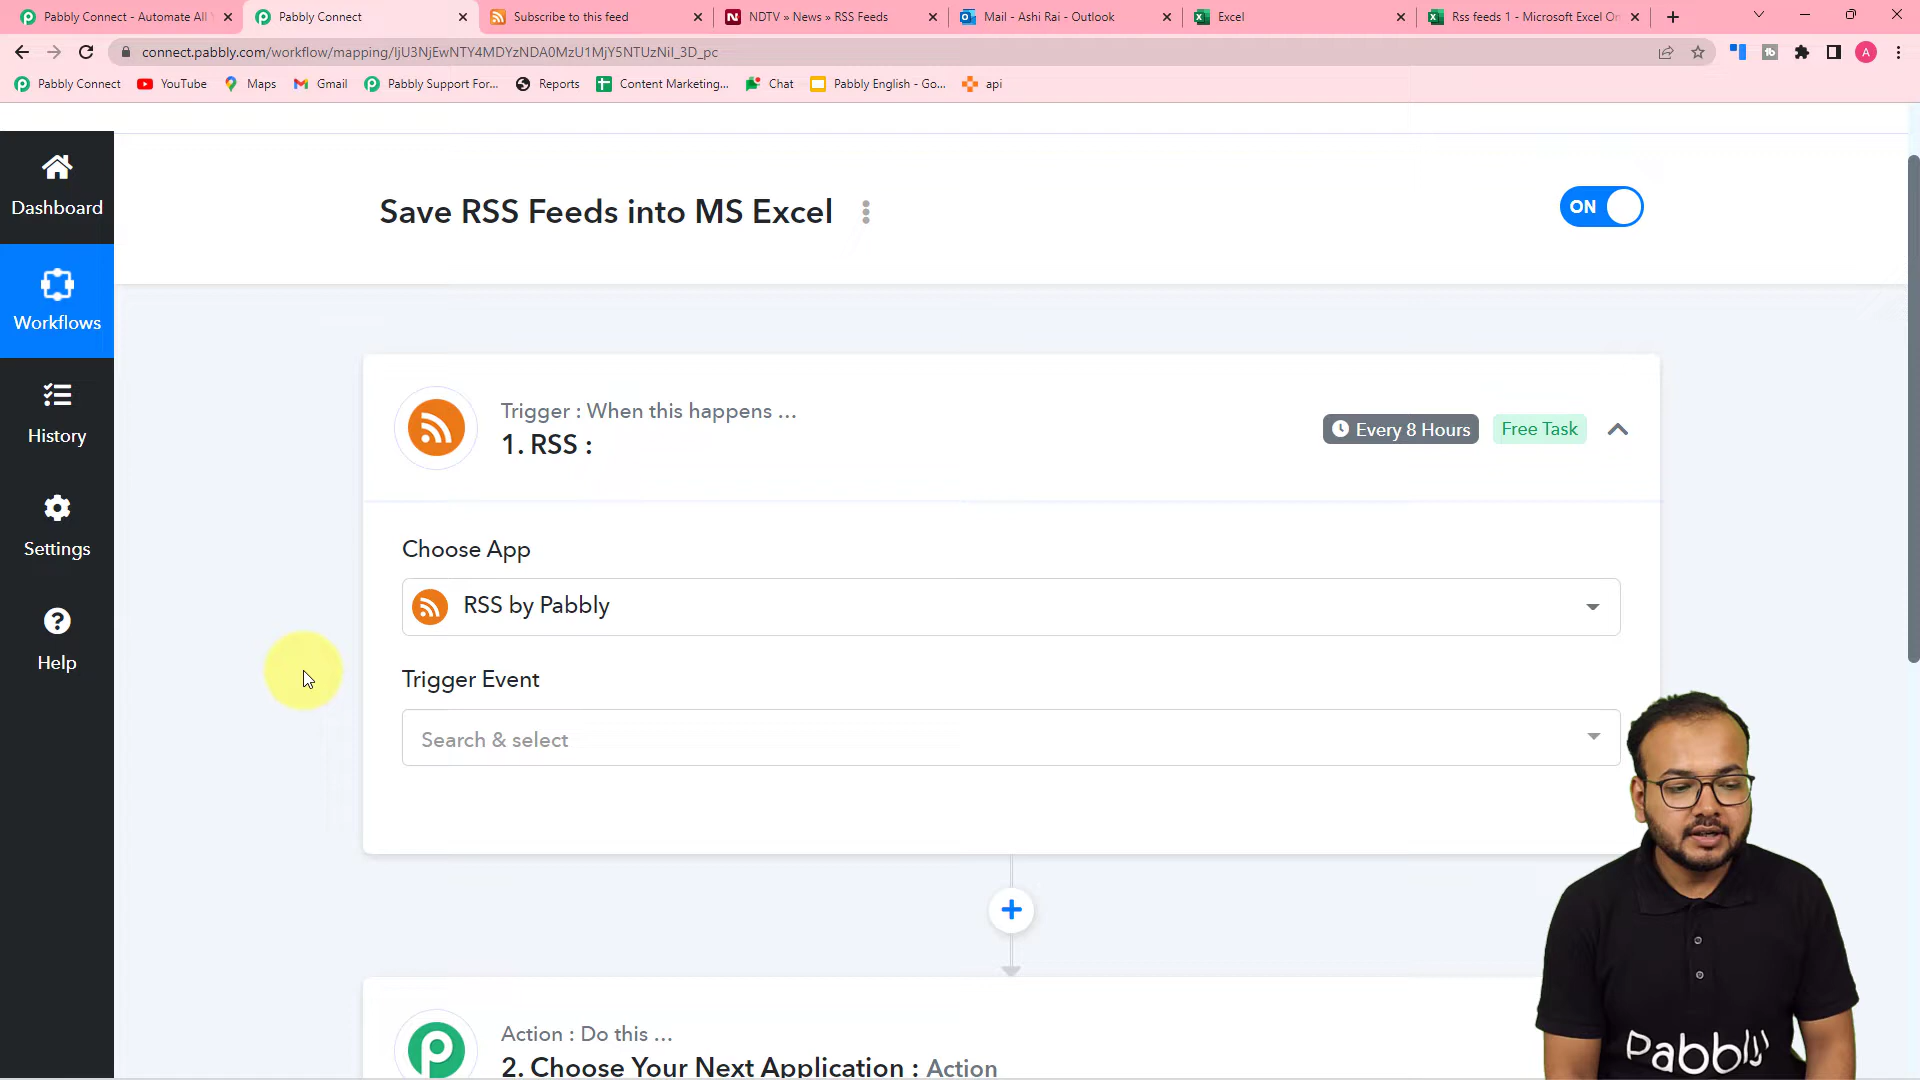 Pabbly Connect - Automate All
Pabbly Connect
Subscribe to this feed
NDTV » News » RSS Feeds
Mail - Ashi Rai - Outlook
Excel
Rss feeds 1 - Microsoft Excel On
connect.pabbly.com/workflow/mapping/IjU3NjEwNTY4MDYzNDA0MzU1MjY5NTUzNiI_3D_pc
A
Pabbly Connect
YouTube
Maps
Gmail
Pabbly Support For...
Reports
Content Marketing...
Chat
Pabbly English - Go...
api
Dashboard
Workflows
History
Settings
Help
Save RSS Feeds into MS Excel
ON
Trigger : When this happens ...
1. RSS :
Every 8 Hours
Free Task
Choose App
RSS by Pabbly
Trigger Event
Search & select
Action : Do this ...
2. Choose Your Next Application : Action
Pabbly